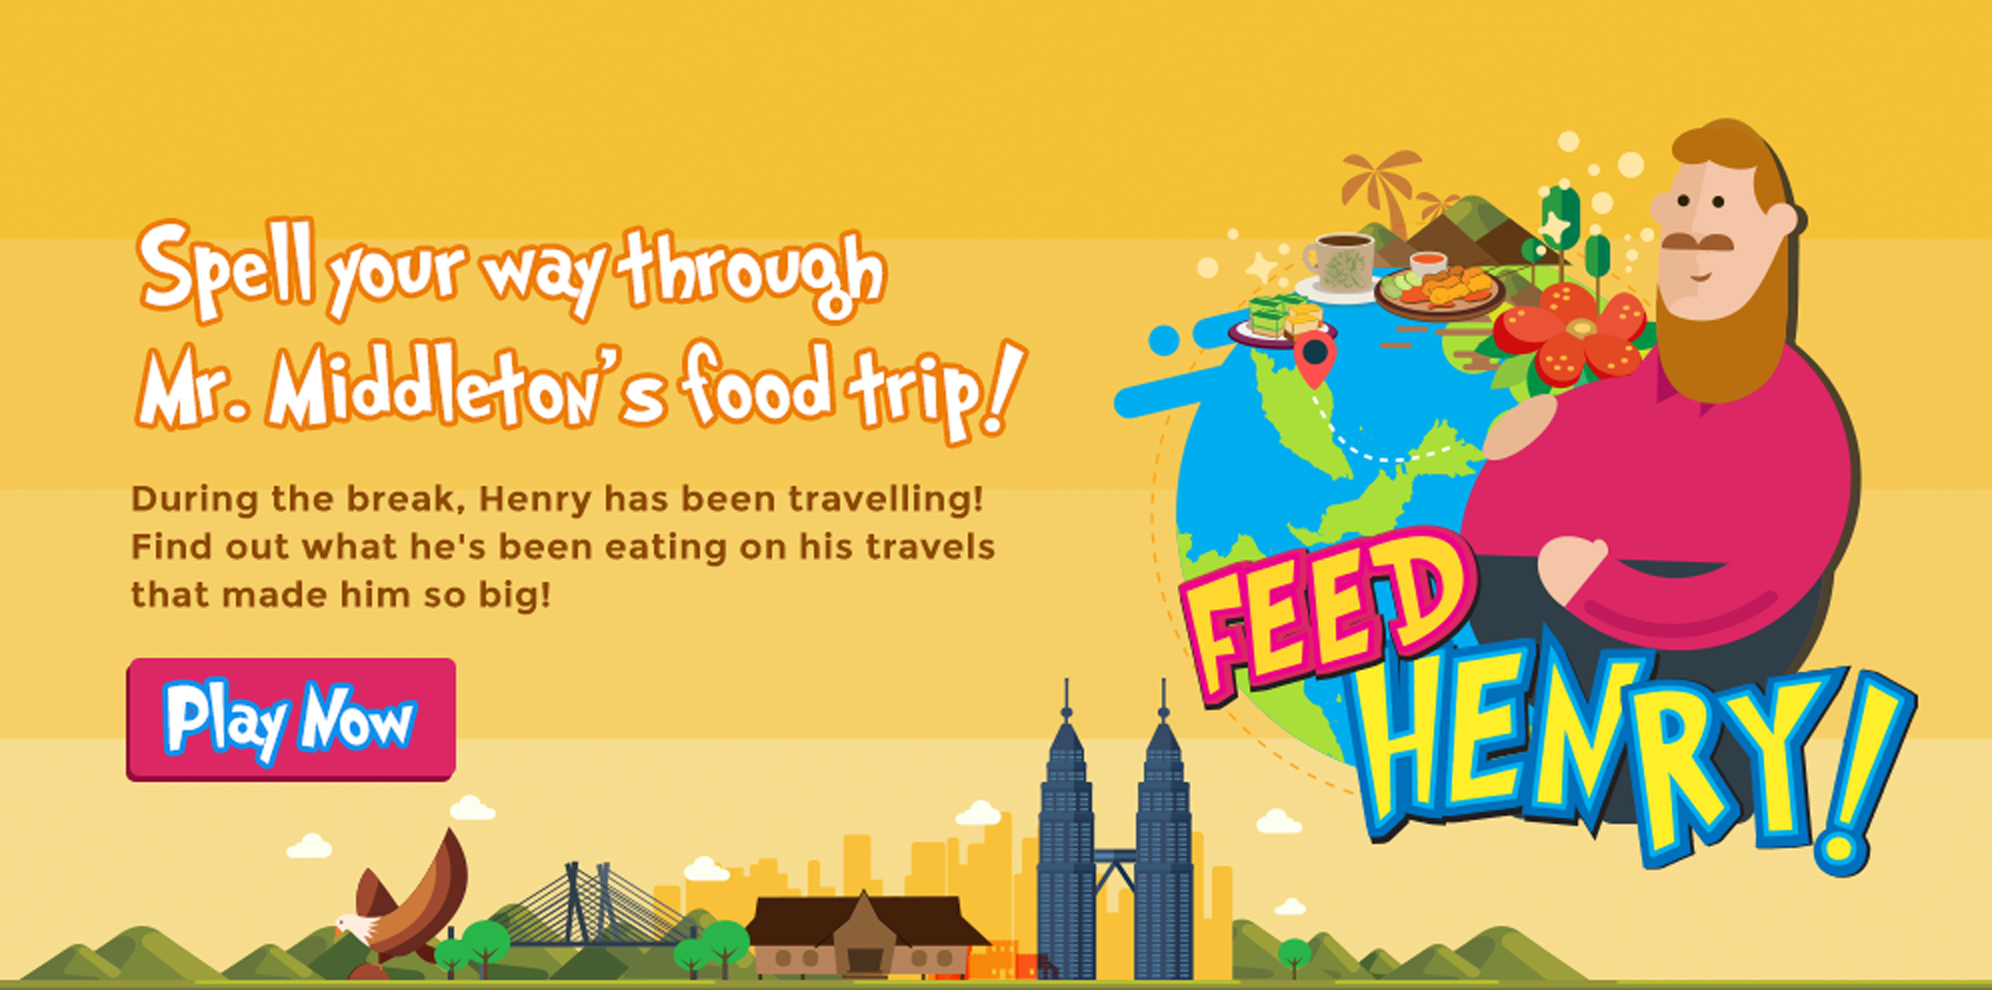 Spell your way through
Mr. Middleton's food trip!
During the break, Henry has been travelling!
Find out what he's been eating on his travels
that made him so big!
Play Now
FEED
HENRY!